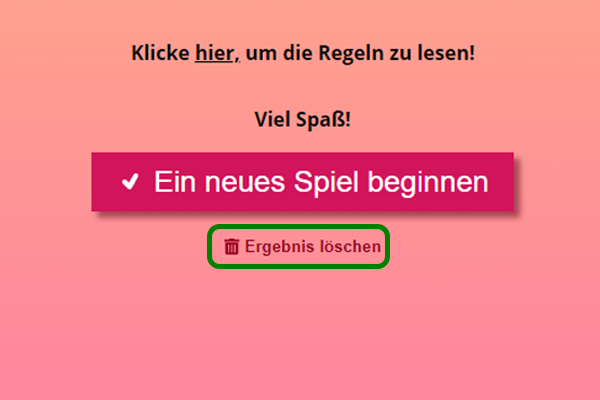 Klicke hier, um die Regeln zu lesen!
Viel Spaß!
Ein neues Spiel beginnen
Ergebnis löschen